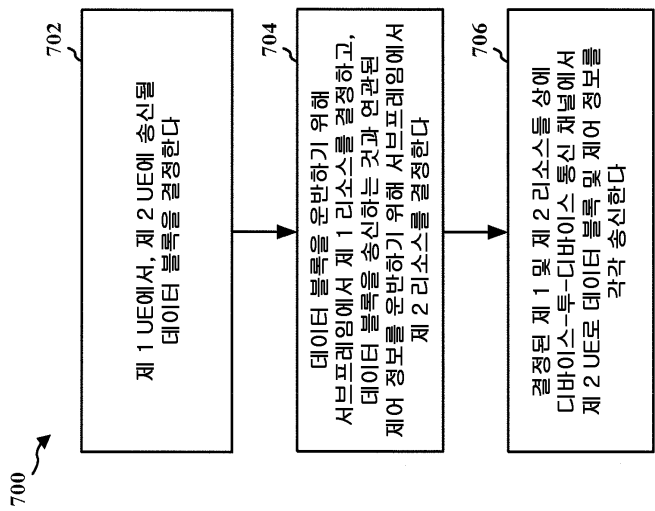 700
702
제 1 UE에서, 제 2 UE에 송신될
데이터 블록을 결정한다
704
데이터 블록을 운반하기 위해
서브프레임에서 제 1 리소스를 결정하고,
데이터 블록을 송신하는 것과 연관된
제어 정보를 운반하기 위해 서브프레임에서
제 2 리소스를 결정한다
706
결정된 제 1 및 제 2 리소스들 상에
디바이스-투-디바이스 통신 채널에서
제 2 UE로 데이터 블록 및 제어 정보를
각각 송신한다